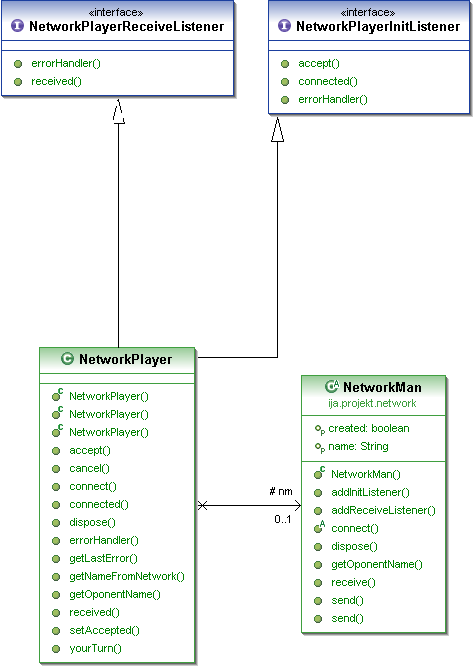 «interface»
NetworkPlayerReceiveListener
errorHandler()
received()
«interface»
NetworkPlayerInitListener
accept()
connected()
errorHandler()
NetworkPlayer
NetworkPlayer()
NetworkPlayer()
NetworkPlayer()
accept()
cancel()
connect()
connected()
dispose()
errorHandler()
getLastError()
getNameFromNetwork()
getOponentName()
received()
setAccepted()
yourTurn()
# nm
0..1
NetworkMan
ija.projekt.network
created: boolean
name: String
NetworkMan()
addInitListener()
addReceiveListener()
connect()
dispose()
getOponentName()
receive()
send()
send()